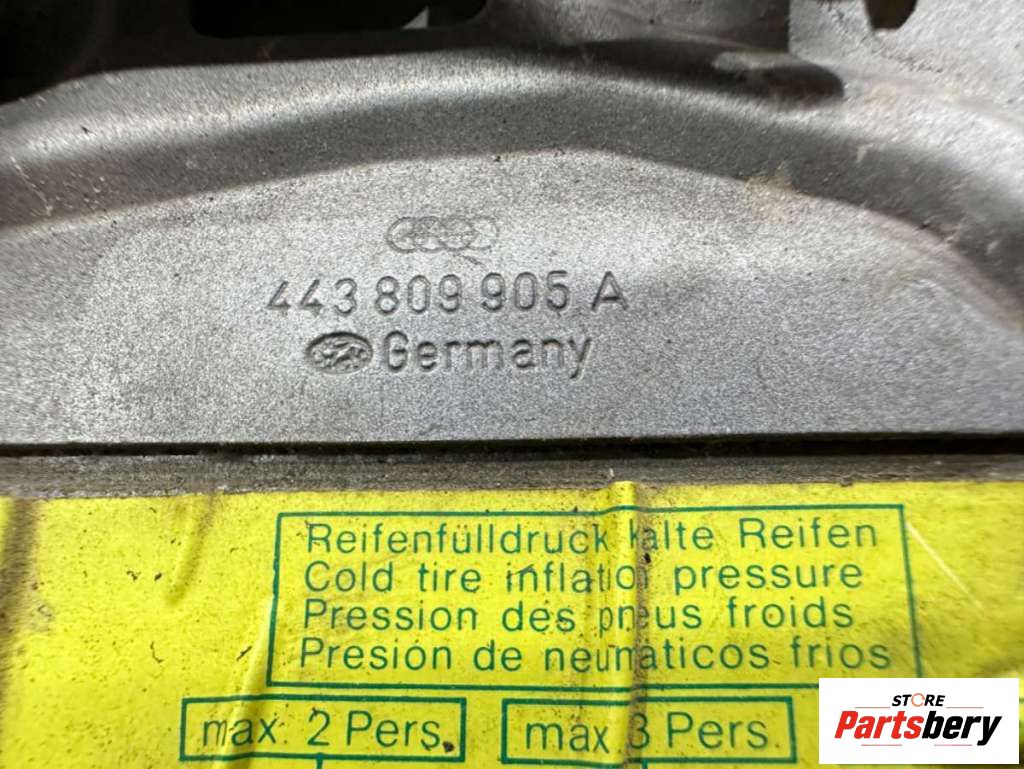 443 809 905 A
Germany
Reifenfülldruck kalte Reifen
Cold tire inflation pressure
Pression des pneus froids
Presión de neumáticos frios
max. 2 Pers.
max 3 Pers.
STORE
Partsbery